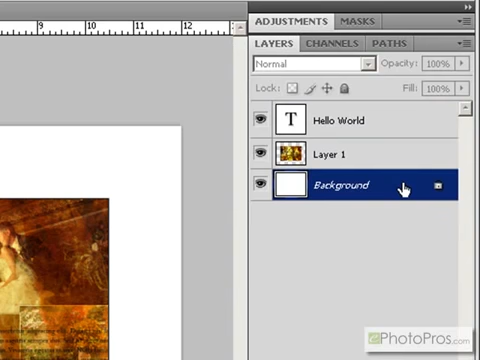 ADJUSTMENTS MASKS
LAYERS CHANNELS PATHS
Normal Opacity: 100%
Lock: Fill: 100%
T Hello World
Layer 1
Background
9 10 11 12
ePhotoPros.com